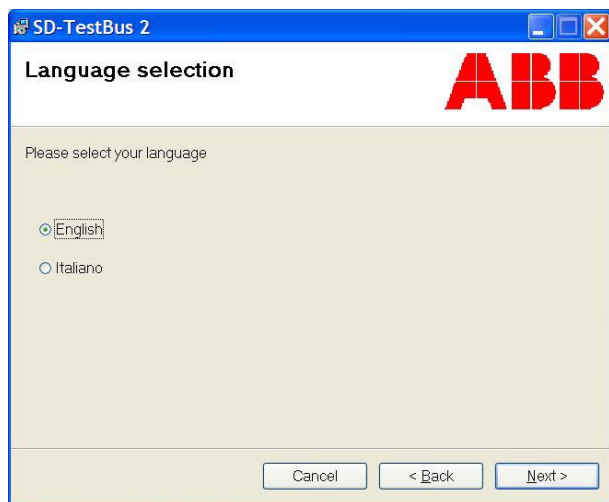 SD-TestBus 2
Language selection
ABB
Please select your language
English
Italiano
Cancel
< Back
Next >